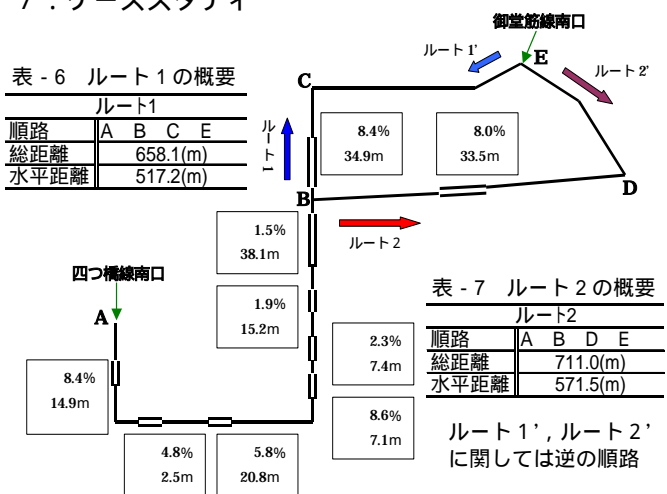 7．ケーススタディ
御堂筋線南口
ルート1'
E
ルート2'
表 - 6　ルート1の概要
ルート1
順路 A B C E
総距離 658.1(m)
水平距離 517.2(m)
C
ルート1
8.4%
34.9m
8.0%
33.5m
B
D
ルート2
1.5%
38.1m
四つ橋線南口
A
1.9%
15.2m
表 - 7　ルート2の概要
ルート2
順路 A B D E
総距離 711.0(m)
水平距離 571.5(m)
2.3%
7.4m
8.4%
14.9m
8.6%
7.1m
ルート1’, ルート2’
に関しては逆の順路
4.8%
2.5m
5.8%
20.8m